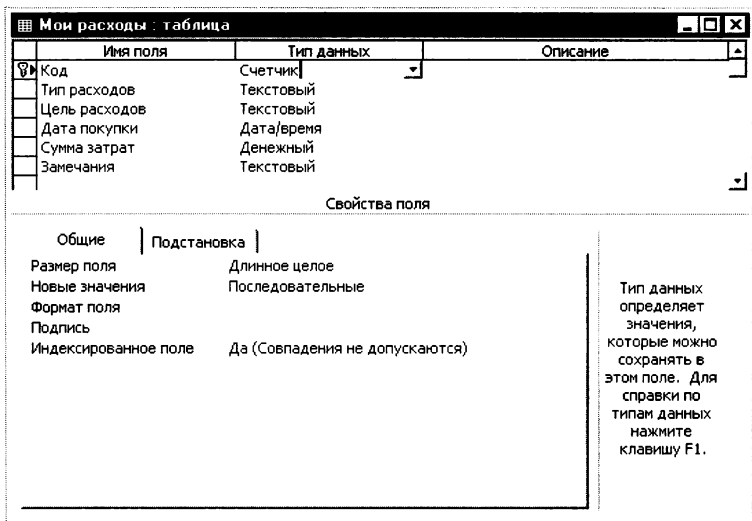 Мои расходы : таблица
Имя поля Тип данных Описание
Код Счетчик
Тип расходов Текстовый
Цель расходов Текстовый
Дата покупки Дата/время
Сумма затрат Денежный
Замечания Текстовый
Свойства поля
Общие Подстановка
Размер поля Длинное целое
Новые значения Последовательные
Формат поля
Подпись
Индексированное поле Да (Совпадения не допускаются)
Тип данных
определяет
значения,
которые можно
сохранять в
этом поле. Для
справки по
типам данных
нажмите
клавишу F1.